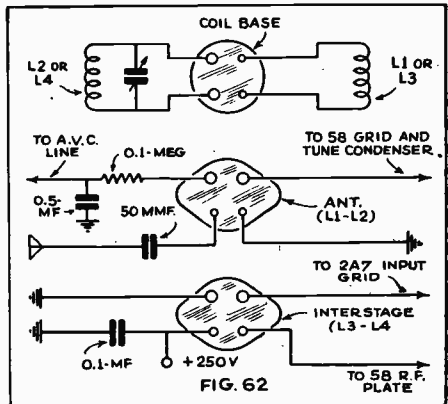 COIL BASE
L2 OR
L4
L1 OR
L3
TO A.V.C.
LINE
0.1-MEG
TO 58 GRID AND
TUNE CONDENSER
0.5-
MF
50 MMF.
ANT.
(L1-L2)
TO 2A7 INPUT
GRID
INTERSTAGE
(L3-L4
0.1-MF
+250V
TO 58 R.F.
PLATE
FIG. 62